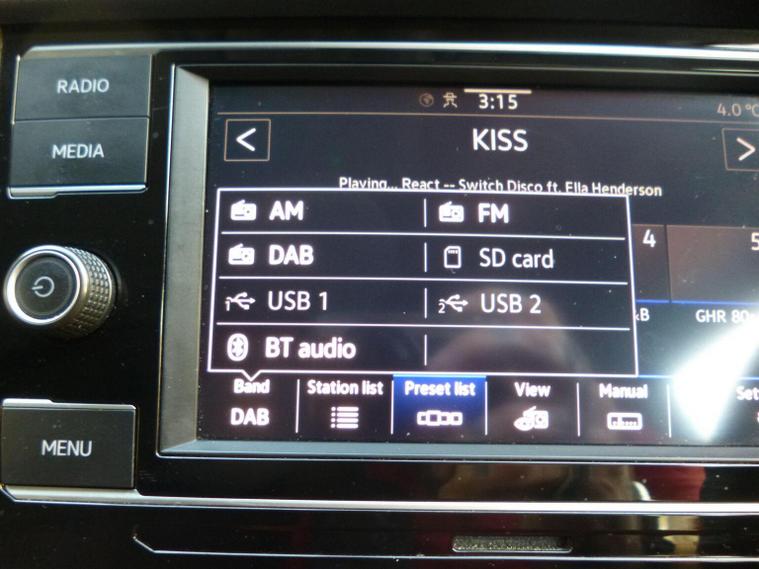 RADIO
MEDIA
MENU
3:15
4.0 °C
< KISS >
Playing... React -- Switch Disco ft. Ella Henderson
AM
FM
DAB
SD card
1 USB 1
2 USB 2
BT audio
4
5
GHR 80
Band
DAB
Station list
Preset list
View
Manual